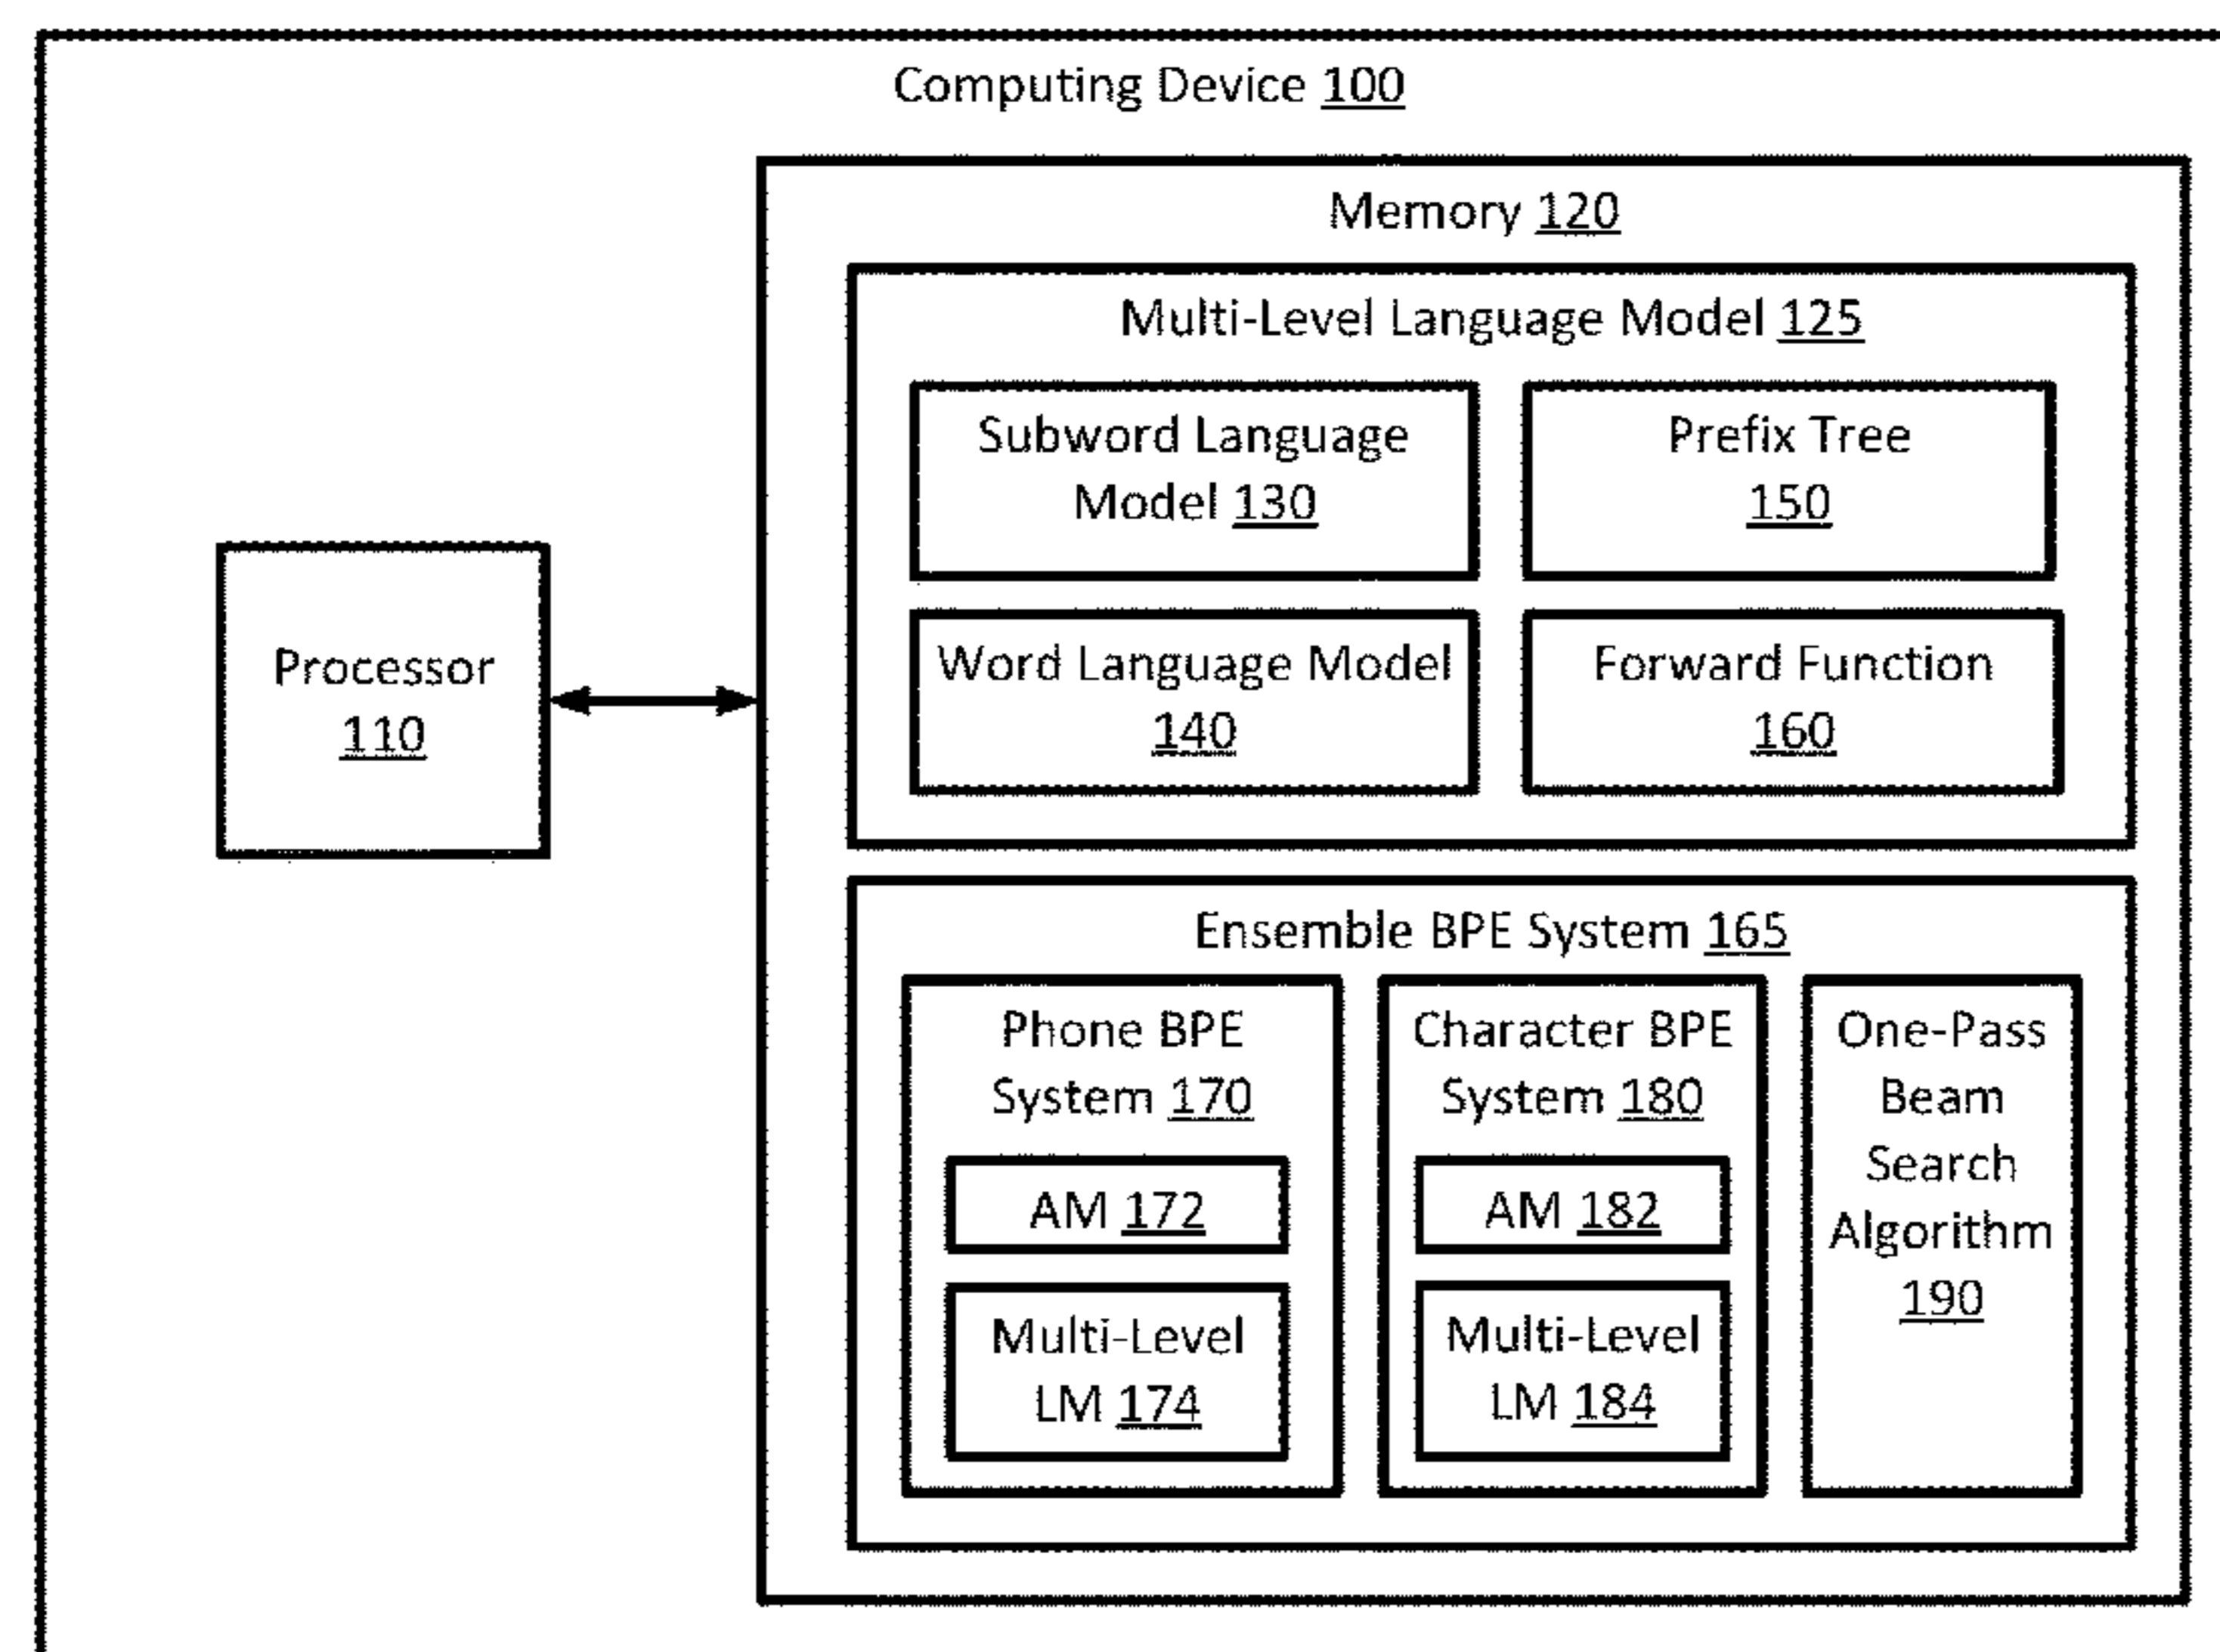 Computing Device 100
Memory 120
Multi-Level Language Model 125
Subword Language
Model 130
Prefix Tree
150
Word Language Model
140
Forward Function
160
Processor
110
Ensemble BPE System 165
Phone BPE
System 170
AM 172
Multi-Level
LM 174
Character BPE
System 180
AM 182
Multi-Level
LM 184
One-Pass
Beam
Search
Algorithm
190